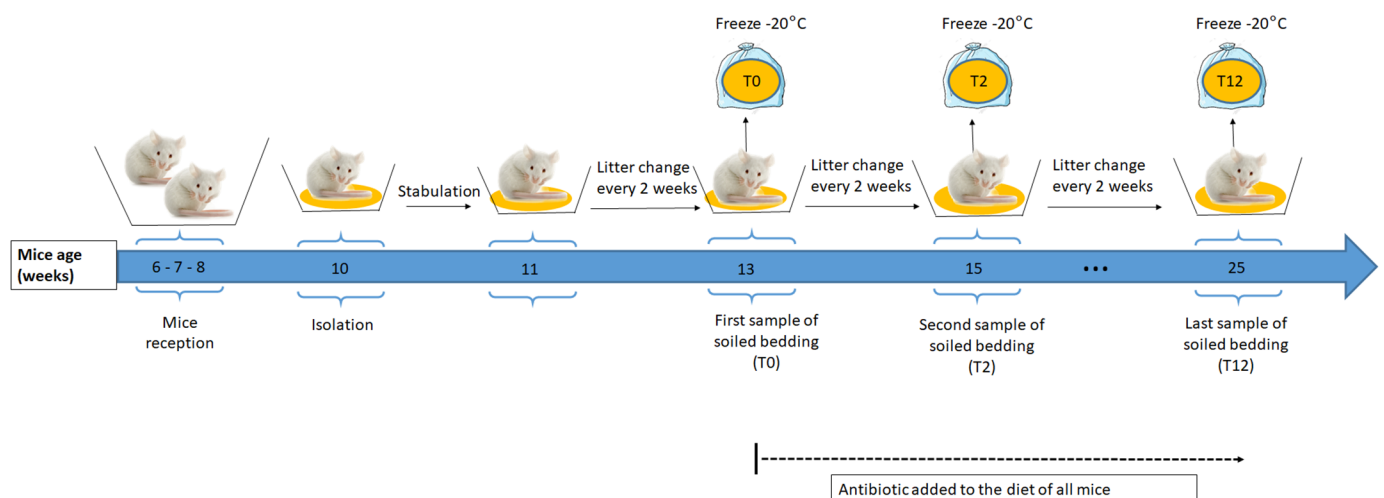 Freeze -20°C
Freeze -20°C
Freeze -20°C
T0
T2
T12
Stabulation
Litter change
every 2 weeks
Litter change
every 2 weeks
Litter change
every 2 weeks
Mice age
(weeks)
6 - 7 - 8
10
11
13
15
...
25
Mice
reception
Isolation
First sample of
soiled bedding
(T0)
Second sample of
soiled bedding
(T2)
Last sample of
soiled bedding
(T12)
Antibiotic added to the diet of all mice